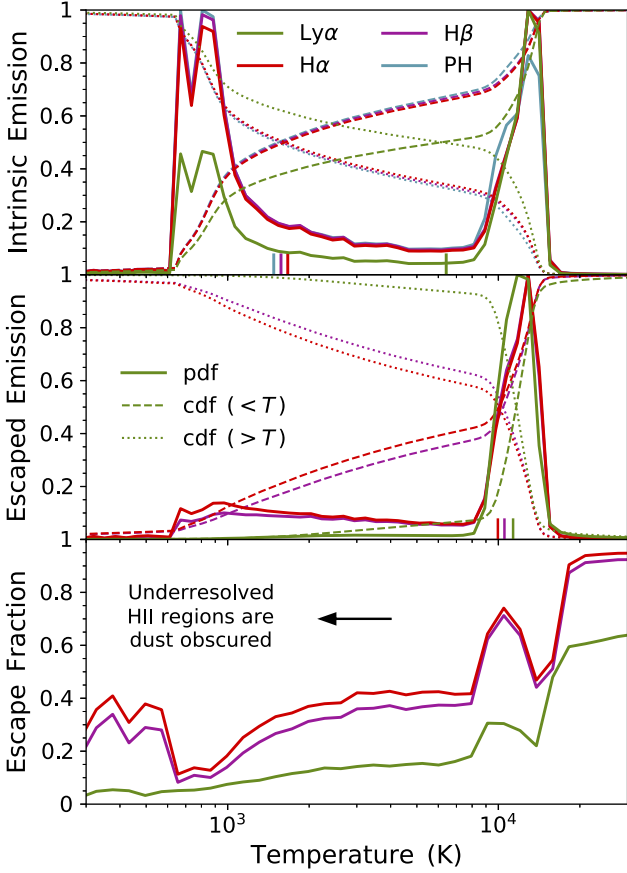 1
0.8
0.6
0.4
0.2
Intrinsic Emission
Lyα
Hα
Hβ
PH
1
0.8
0.6
0.4
0.2
Escaped Emission
pdf
cdf (< T)
cdf (> T)
1
0.8
0.6
0.4
0.2
0
Escape Fraction
Underresolved
HII regions are
dust obscured
10³
10⁴
Temperature (K)